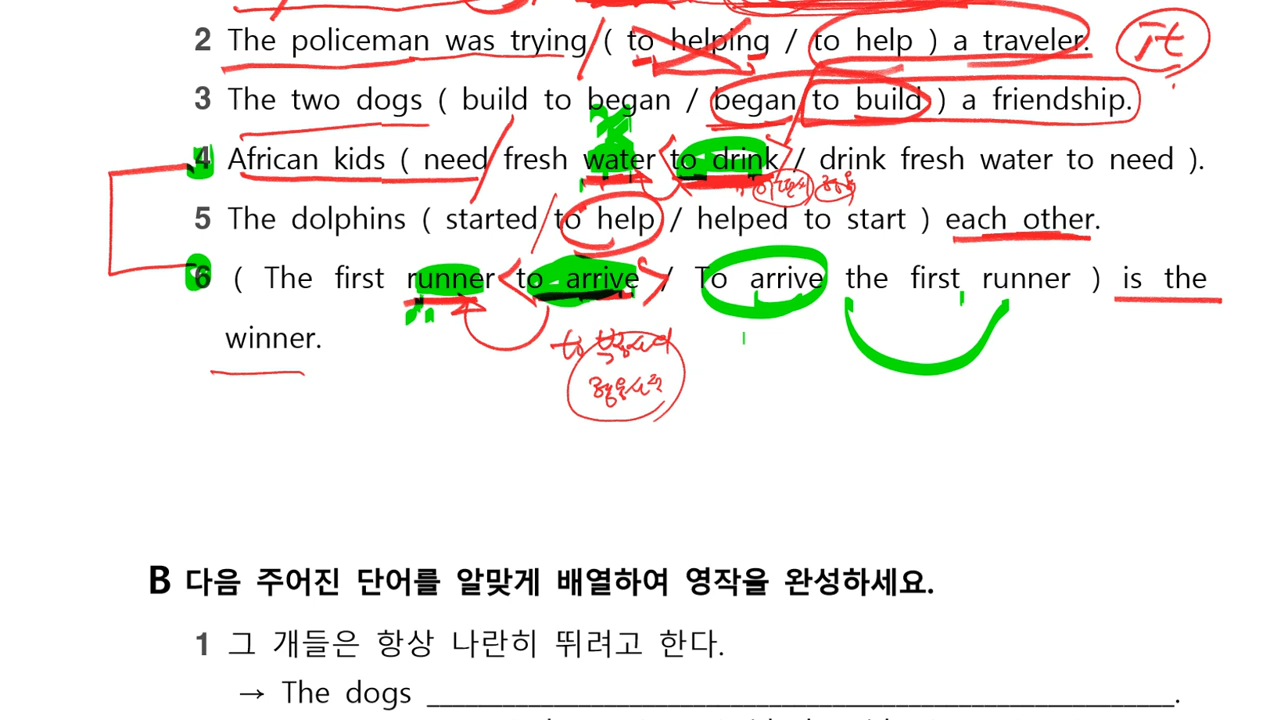 2 The policeman was trying ( to helping / to help ) a traveler.
3 The two dogs ( build to began / began to build ) a friendship.
4 African kids ( need fresh water to drink / drink fresh water to need ).
5 The dolphins ( started to help / helped to start ) each other.
6 ( The first runner to arrive / To arrive the first runner ) is the
winner.
B 다음 주어진 단어를 알맞게 배열하여 영작을 완성하세요.
1 그 개들은 항상 나란히 뛰려고 한다.
→ The dogs ______________________.